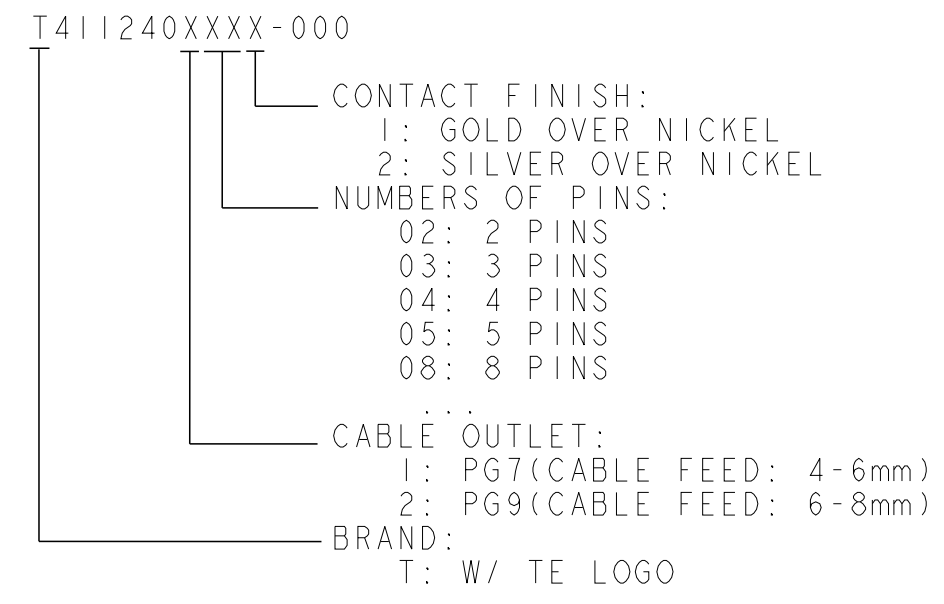 T411240XXXX-000
CONTACT FINISH:
1: GOLD OVER NICKEL
2: SILVER OVER NICKEL
NUMBERS OF PINS:
02: 2 PINS
03: 3 PINS
04: 4 PINS
05: 5 PINS
08: 8 PINS
...
CABLE OUTLET:
1: PG7(CABLE FEED: 4-6mm)
2: PG9(CABLE FEED: 6-8mm)
BRAND:
T: W/ TE LOGO